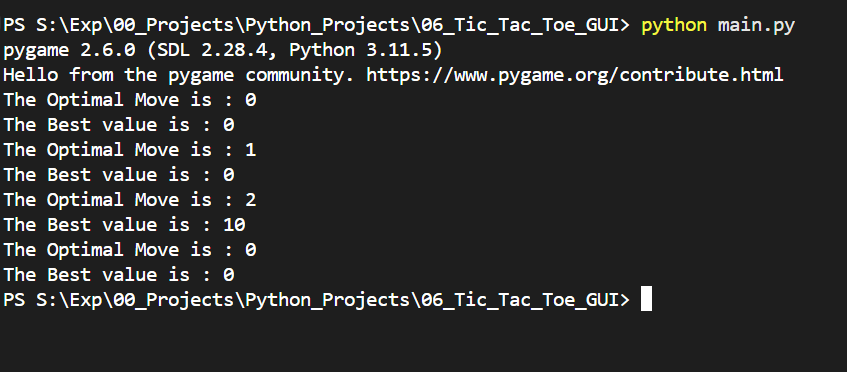 PS S:\Exp\00_Projects\Python_Projects\06_Tic_Tac_Toe_GUI> python main.py
pygame 2.6.0 (SDL 2.28.4, Python 3.11.5)
Hello from the pygame community. https://www.pygame.org/contribute.html
The Optimal Move is : 0
The Best value is : 0
The Optimal Move is : 1
The Best value is : 0
The Optimal Move is : 2
The Best value is : 10
The Optimal Move is : 0
The Best value is : 0
PS S:\Exp\00_Projects\Python_Projects\06_Tic_Tac_Toe_GUI>